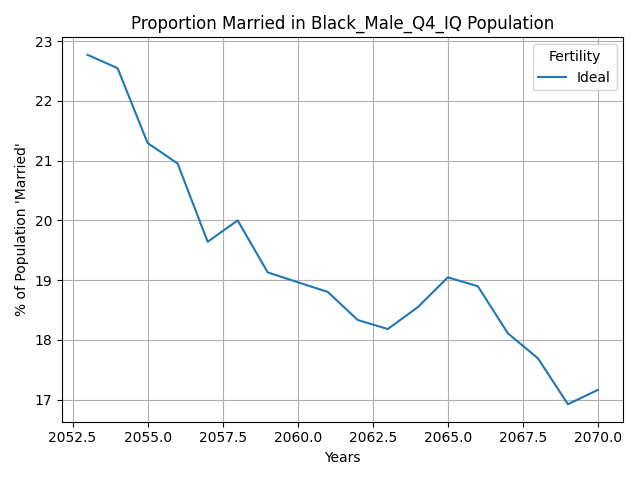 Proportion Married in Black_Male_Q4_IQ Population
Fertility
Ideal
% of Population 'Married'
23
22
21
20
19
18
17
2052.5 2055.0 2057.5 2060.0 2062.5 2065.0 2067.5 2070.0
Years